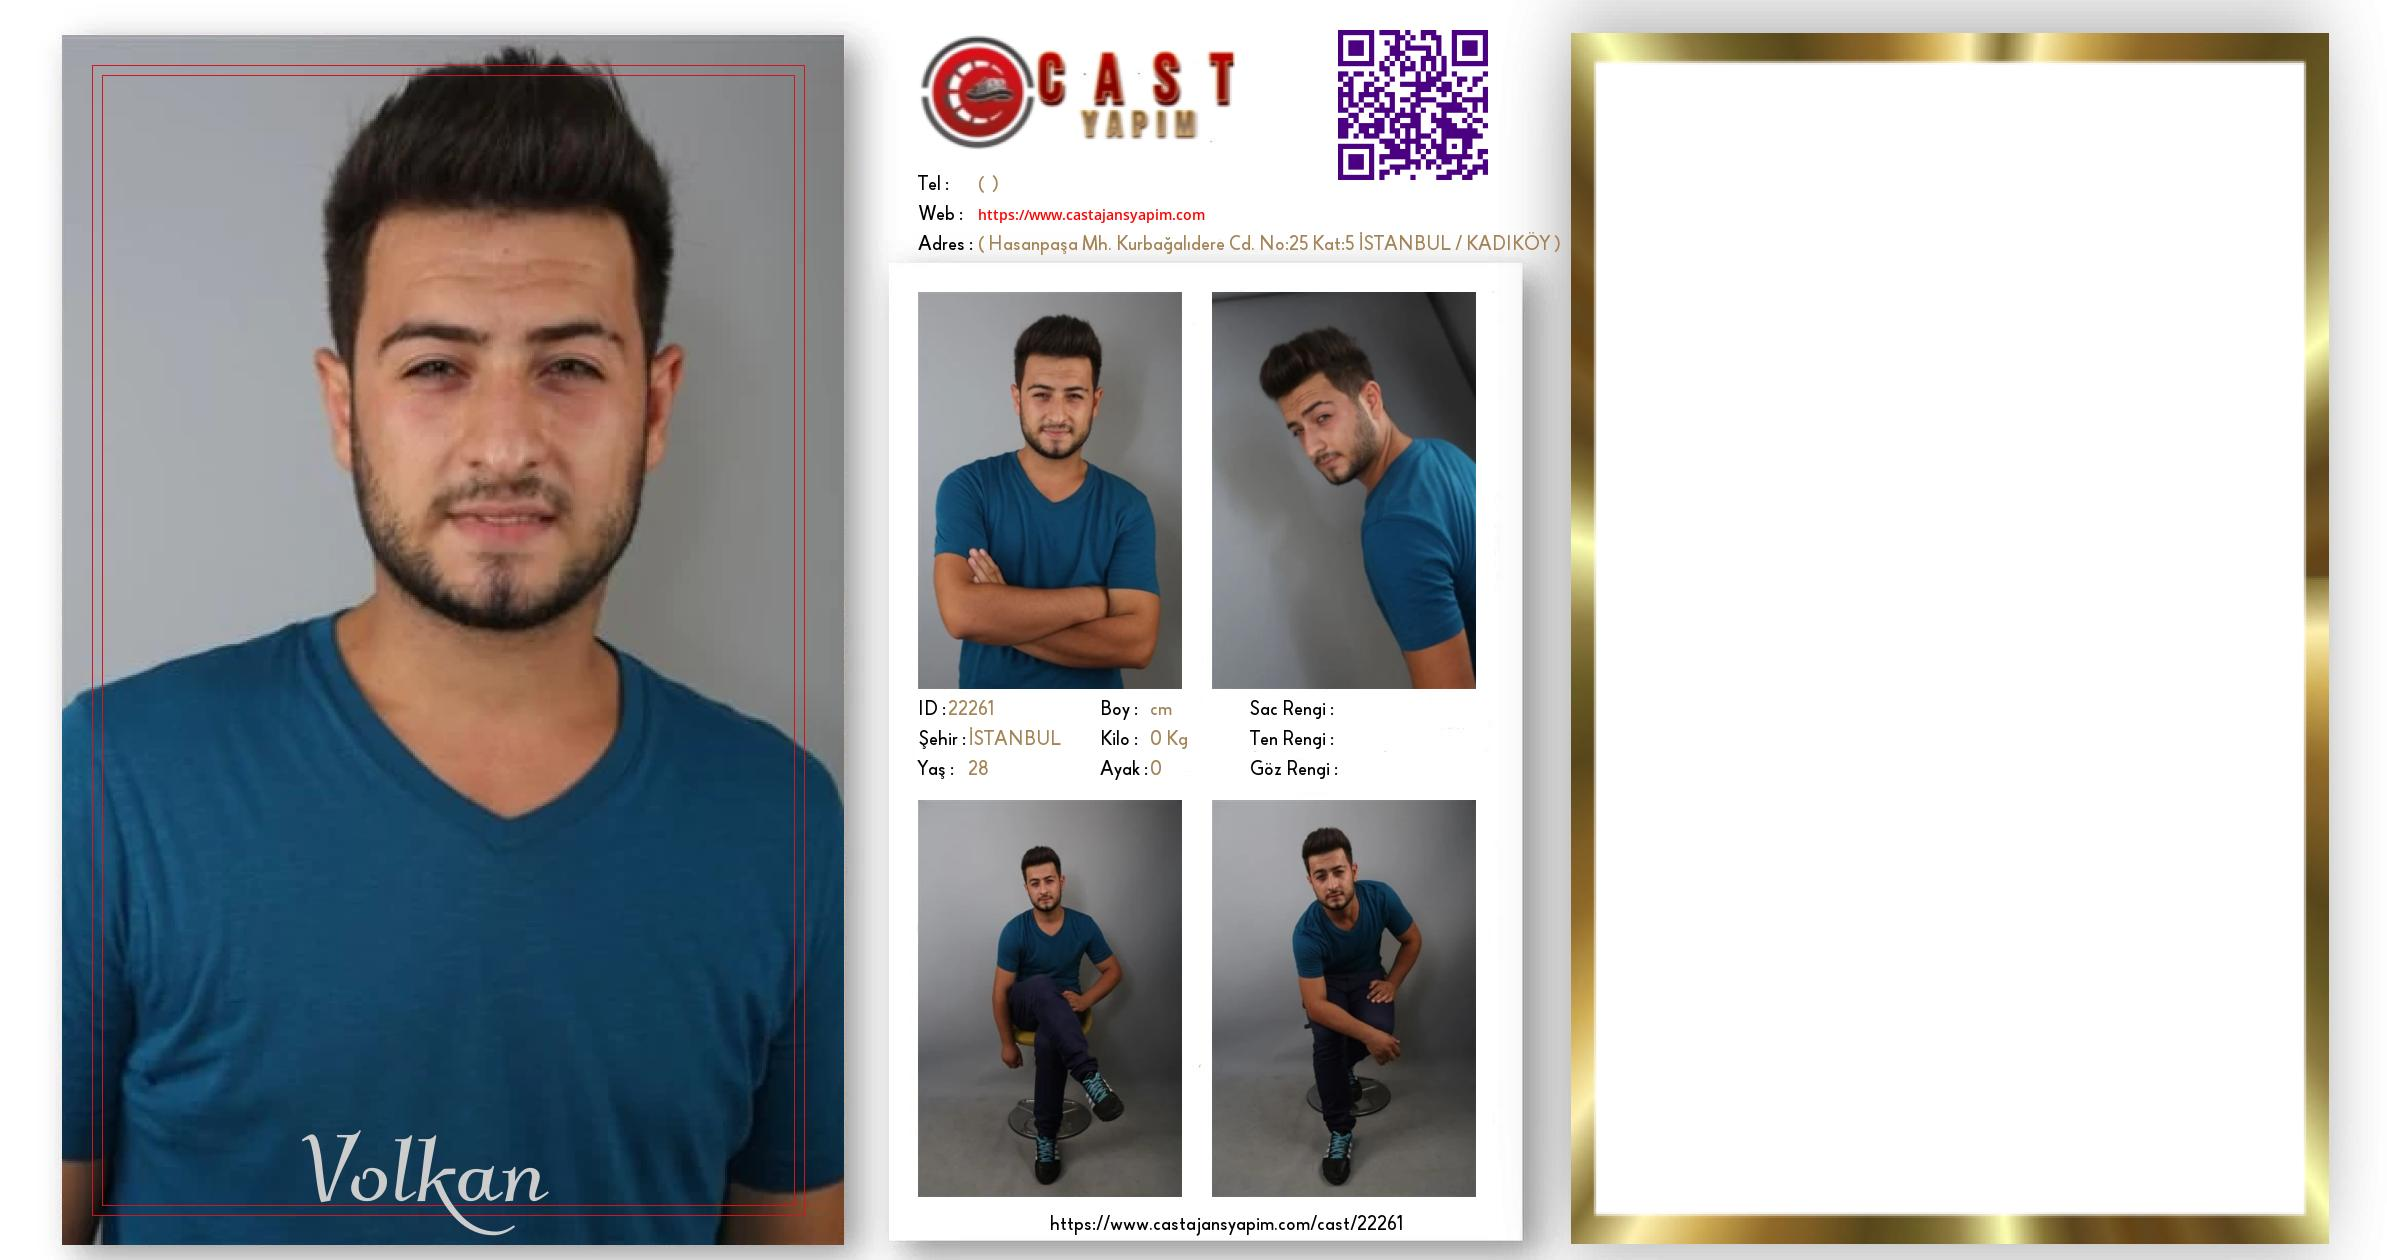 Volkan
CAST
YAPIM
Tel : ( )
Web : https://www.castajansyapim.com
Adres : ( Hasanpaşa Mh. Kurbağalıdere Cd. No:25 Kat:5 İSTANBUL / KADIKÖY )
ID : 22261 Boy : cm Sac Rengi :
Şehir : İSTANBUL Kilo : 0 Kg Ten Rengi :
Yaş : 28 Ayak : 0 Göz Rengi :
https://www.castajansyapim.com/cast/22261